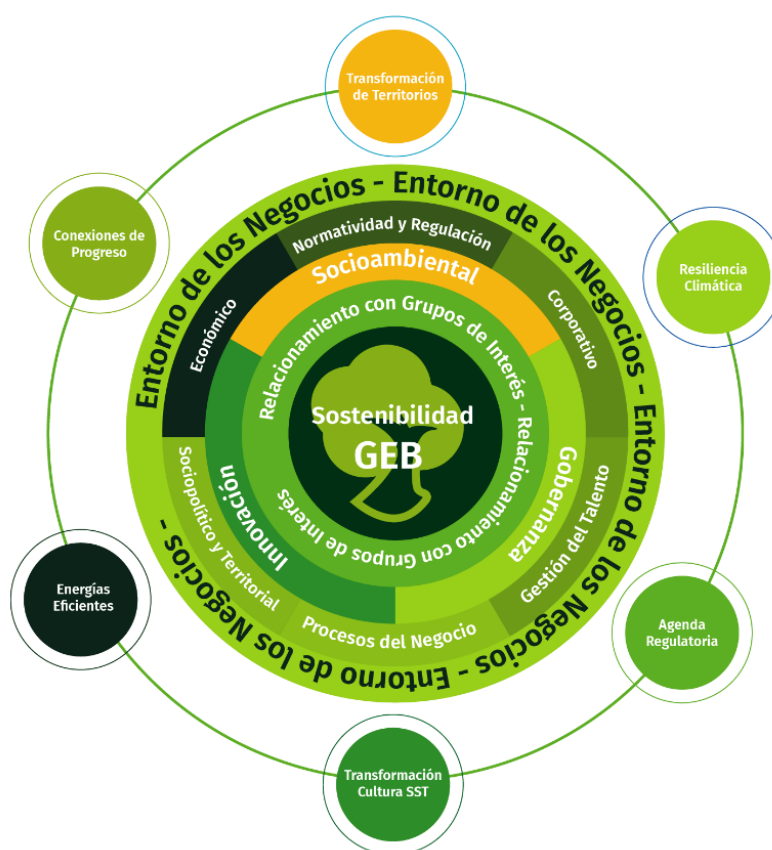 Transformación
de Territorios
Conexiones de
Progreso
Resiliencia
Climática
Entorno de los Negocios - Entorno de los Negocios - Entorno de los Negocios - Entorno de los Negocios -
Normatividad y Regulación
Socioambiental
Económico
Corporativo
Relacionamiento con Grupos de Interés - Relacionamiento con Grupos de Interés
Sostenibilidad
GEB
Innovación
Gobernanza
Sociopolítico y Territorial
Gestión del Talento
Procesos del Negocio
Energías
Eficientes
Agenda
Regulatoria
Transformación
Cultura SST